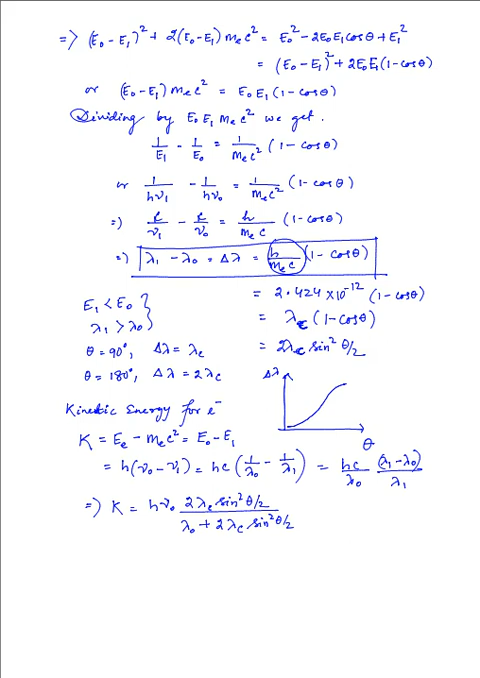 => (E₀-E₁)² + 2(E₀-E₁) mₑc² = E₀² - 2E₀E₁cosθ + E₁²
= (E₀-E₁)² + 2E₀E₁(1-cosθ)
or (E₀-E₁) mₑc² = E₀E₁(1-cosθ)
Dividing by E₀E₁mₑc² we get.
1/E₁ - 1/E₀ = 1/mₑc² (1-cosθ)
or 1/hν₁ - 1/hν₀ = 1/mₑc² (1-cosθ)
=) c/ν₁ - c/ν₀ = h/mₑc (1-cosθ)
=) λ₁ - λ₀ = Δλ = h/mₑc (1-cosθ)
= 2.424 × 10⁻¹² (1-cosθ)
= λc (1-cosθ)
= 2λc sin²θ/2
E₁ < E₀
λ₁ > λ₀
θ = 90°, Δλ = λc
θ = 180°, Δλ = 2λc
Δλ
θ
Kinetic Energy for e⁻
K = Eₑ - mₑc² = E₀ - E₁
= h(ν₀-ν₁) = hc (1/λ₀ - 1/λ₁) = hc/λ₀ (λ₁-λ₀)/λ₁
=) K = hν₀ 2λc sin²θ/2 / λ₀ + 2λc sin²θ/2